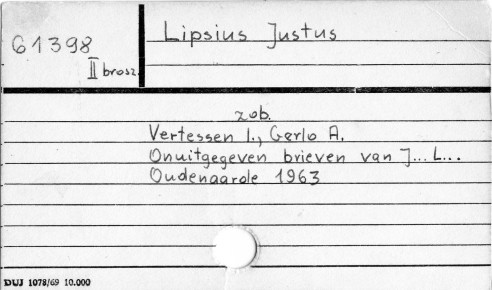 61398
II brosz.
Lipsius Justus
zob.
Vertessen I., Gerlo A.
Onuitgegeven brieven van J... L...
Oudenaarde 1963
DUJ 1078/69 10.000